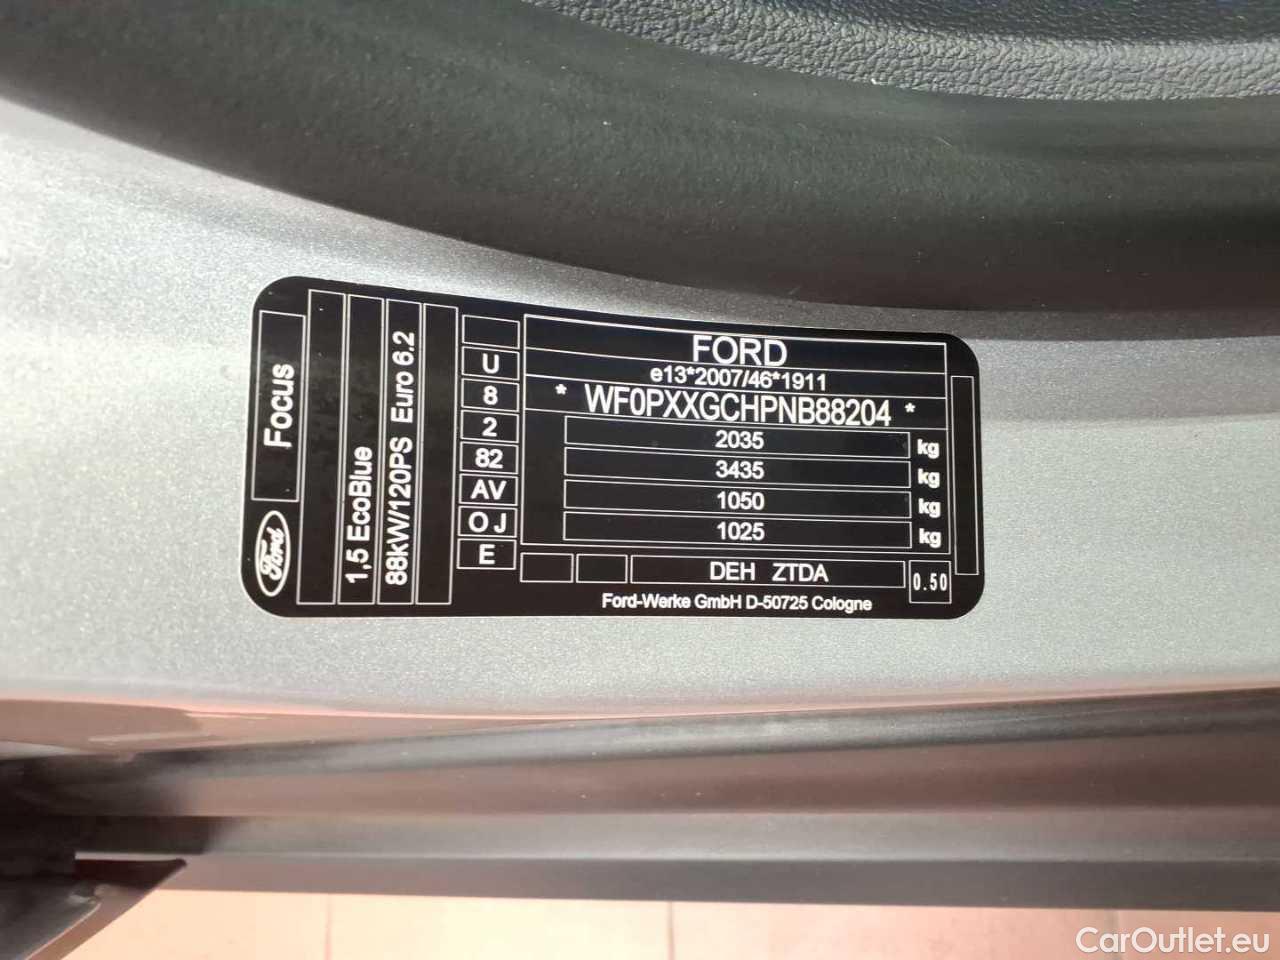 Ford
Focus
1,5 EcoBlue
88kW/120PS Euro 6.2
U
8
2
82
AV
OJ
E
FORD
e13*2007/46*1911
* WF0PXXGCHPNB88204 *
2035 kg
3435 kg
1050 kg
1025 kg
DEH ZTDA 0.50
Ford-Werke GmbH D-50725 Cologne
CarOutlet.eu